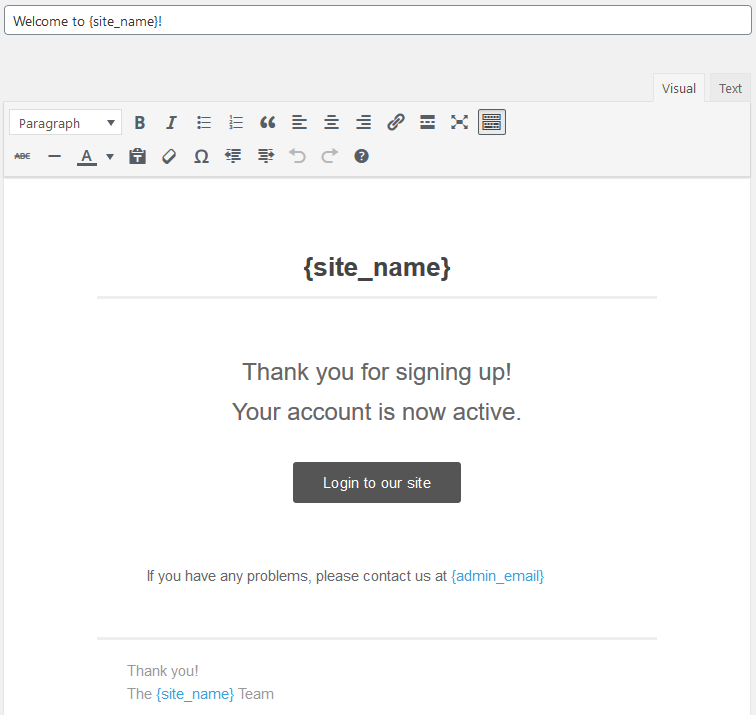 Welcome to {site_name}!
Visual Text
Paragraph B I
ABC A Ω
{site_name}
Thank you for signing up!
Your account is now active.
Login to our site
If you have any problems, please contact us at {admin_email}
Thank you!
The {site_name} Team